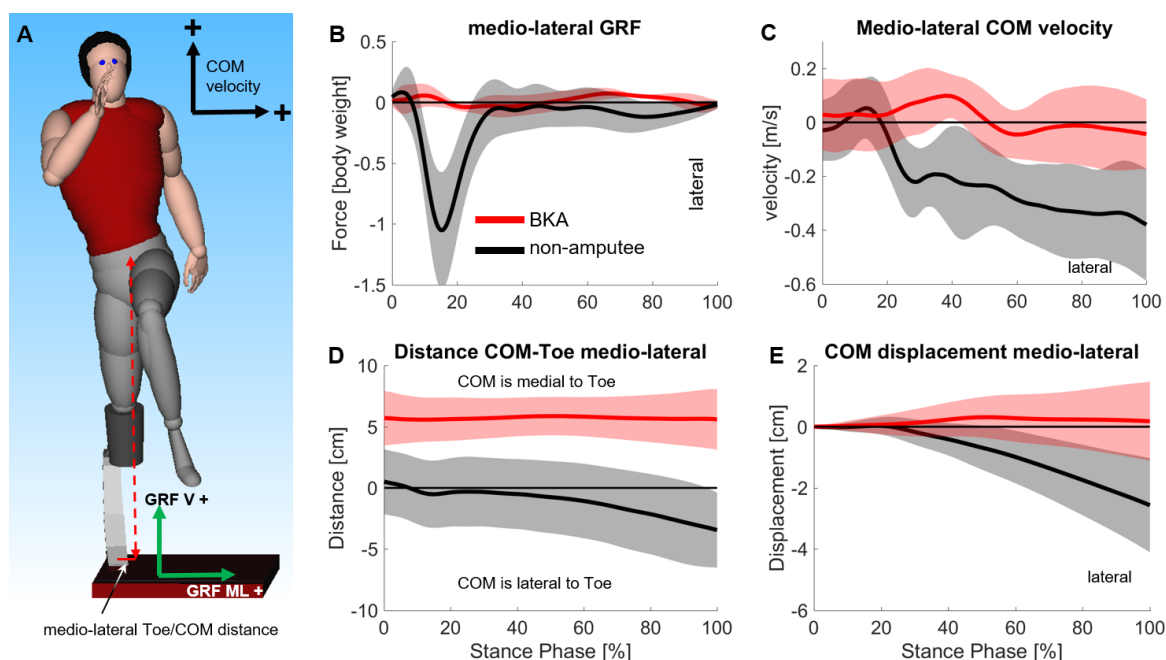 A
+
COM
velocity
+
GRF V +
GRF ML +
medio-lateral Toe/COM distance
B
medio-lateral GRF
Force [body weight]
0.5
0
-0.5
-1
-1.5
0 20 40 60 80 100
BKA
non-amputee
lateral
C
Medio-lateral COM velocity
velocity [m/s]
0.4
0.2
0
-0.2
-0.4
-0.6
0 20 40 60 80 100
lateral
D
Distance COM-Toe medio-lateral
Distance [cm]
10
5
0
-5
-10
COM is medial to Toe
COM is lateral to Toe
0 20 40 60 80 100
Stance Phase [%]
E
COM displacement medio-lateral
Displacement [cm]
2
0
-2
-4
-6
lateral
0 20 40 60 80 100
Stance Phase [%]